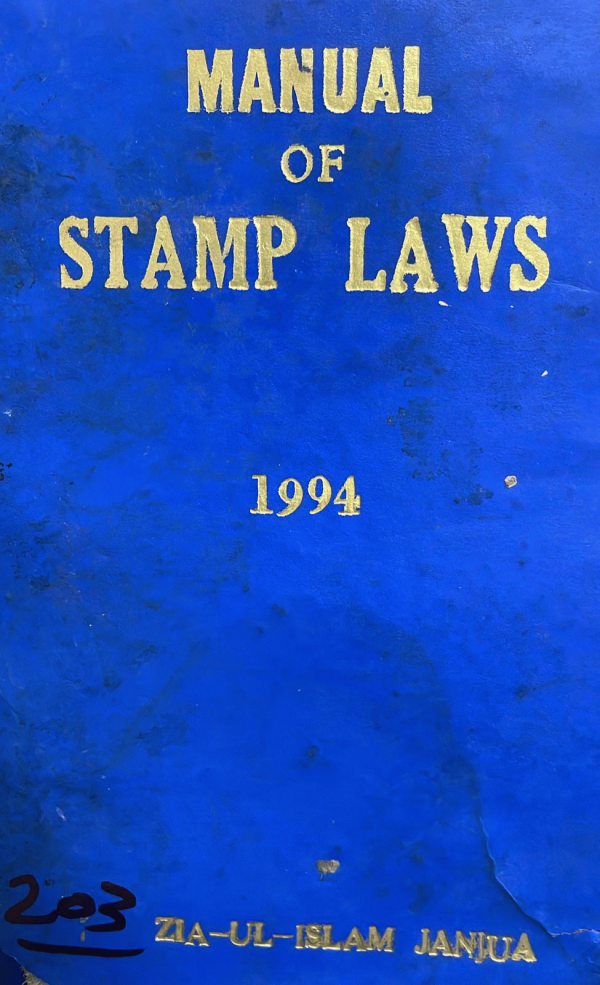 MANUAL
OF
STAMP LAWS
1994
203
ZIA-UL-ISLAM JANJUA